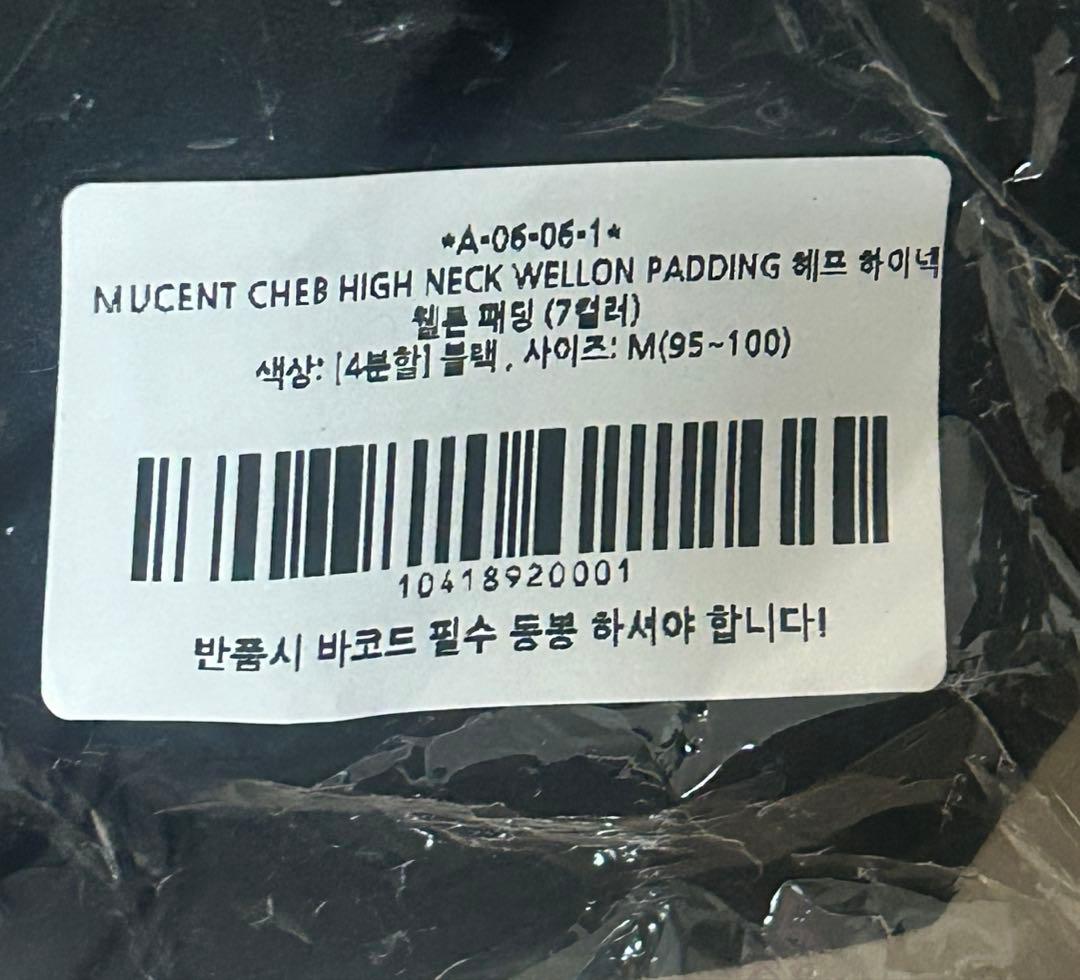 *A-06-06-1*
MUCENT CHEB HIGH NECK WELLON PADDING 헤프 하이넥
웰론 패딩 (7컬러)
색상: [4분할] 블랙, 사이즈: M(95~100)
10418920001
반품시 바코드 필수 동봉 하셔야 합니다!